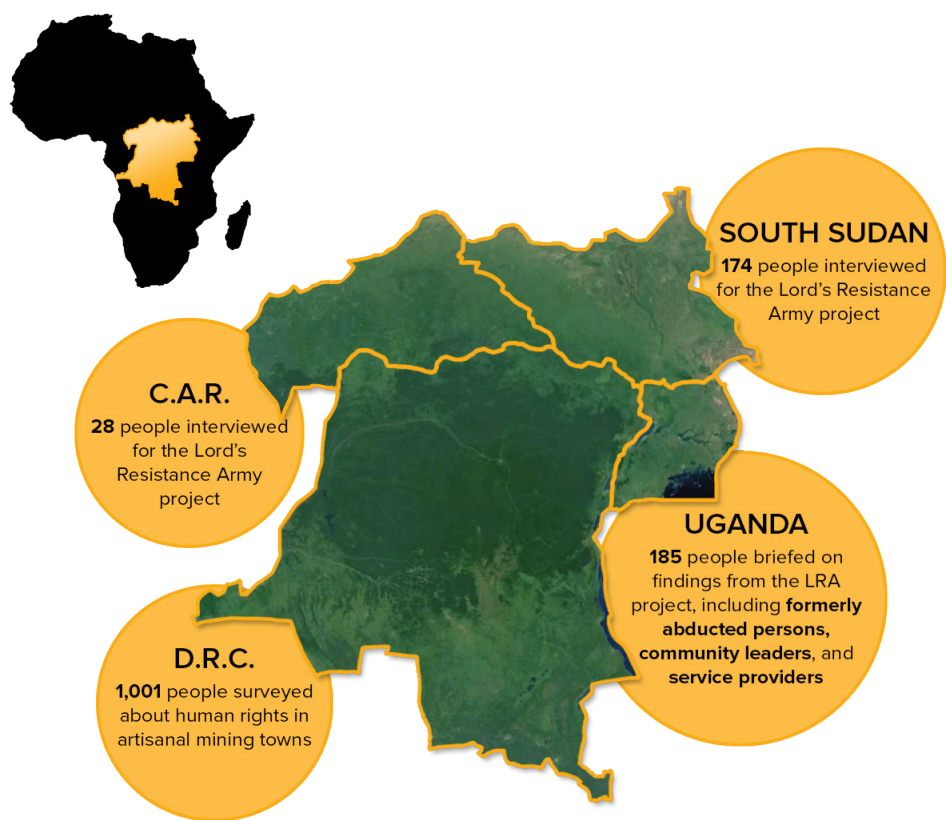 SOUTH SUDAN
174 people interviewed
for the Lord's Resistance
Army project
C.A.R.
28 people interviewed
for the Lord's
Resistance Army
project
UGANDA
185 people briefed on
findings from the LRA
project, including formerly
abducted persons,
community leaders, and
service providers
D.R.C.
1,001 people surveyed
about human rights in
artisanal mining towns